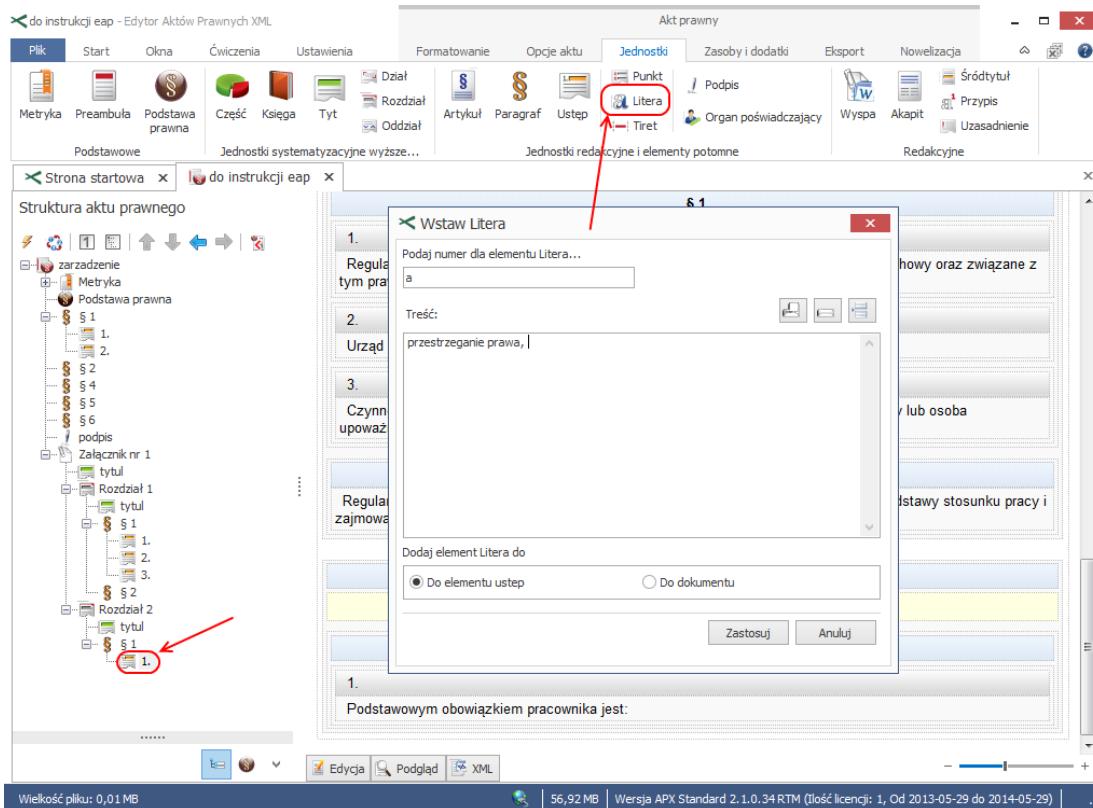 do instrukcji eap - Edytor Aktów Prawnych XML
Akt prawny
Plik Start Okna Ćwiczenia Ustawienia Formatowanie Opcje aktu Jednostki Zasoby i dodatki Eksport Nowelizacja
Metryka Preambuła Podstawa prawna
Część Księga Tyt
Dział
Rozdział
Oddział
Artykuł Paragraf Ustęp
Punkt
Litera
Tiret
Podpis
Organ poświadczający
Wyspa Akapit
Śródtytuł
Przypis
Uzasadnienie
Podstawowe Jednostki systematyzacyjne wyższe... Jednostki redakcyjne i elementy potomne Redakcyjne
Strona startowa do instrukcji eap
Struktura aktu prawnego
zarzadzenie
Metryka
Podstawa prawna
§ 1
1.
2.
§ 2
§ 4
§ 5
§ 6
podpis
Załącznik nr 1
tytul
Rozdział 1
tytul
§ 1
1.
2.
3.
§ 2
Rozdział 2
tytul
§ 1
1.
§ 1
1.
Regula
howy oraz związane z
tym pra
2.
Urząd
3.
Czynn
y lub osoba
upoważ
Regula
dstawy stosunku pracy i
zajmowa
1.
Podstawowym obowiązkiem pracownika jest:
Wstaw Litera
Podaj numer dla elementu Litera...
a
Treść:
przestrzeganie prawa,
Dodaj element Litera do
Do elementu ustep Do dokumentu
Zastosuj Anuluj
Edycja Podgląd XML
Wielkość pliku: 0,01 MB 56,92 MB Wersja APX Standard 2.1.0.34 RTM (Ilość licencji: 1, Od 2013-05-29 do 2014-05-29)